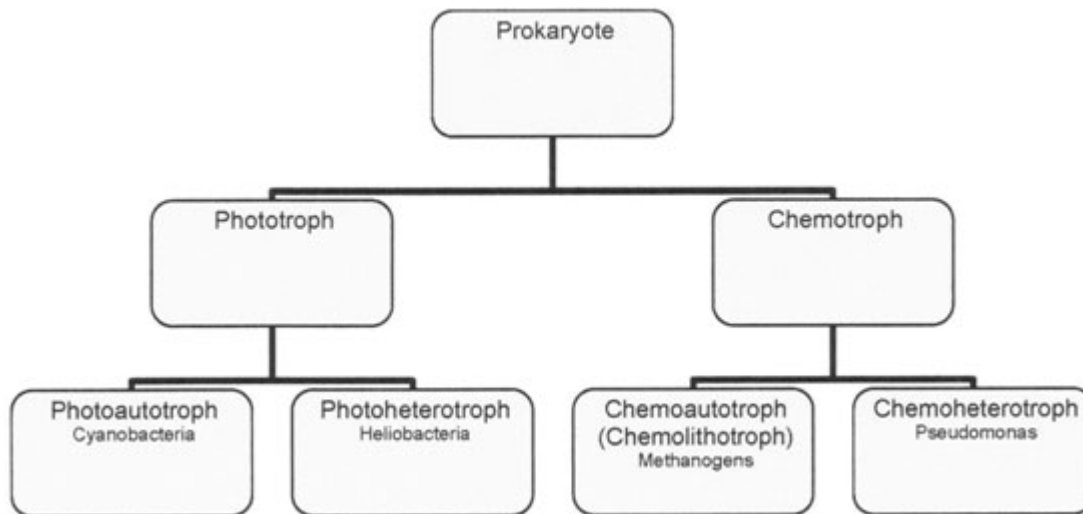 Prokaryote
Phototroph
Chemotroph
Photoautotroph
Cyanobacteria
Photoheterotroph
Heliobacteria
Chemoautotroph
(Chemolithotroph)
Methanogens
Chemoheterotroph
Pseudomonas